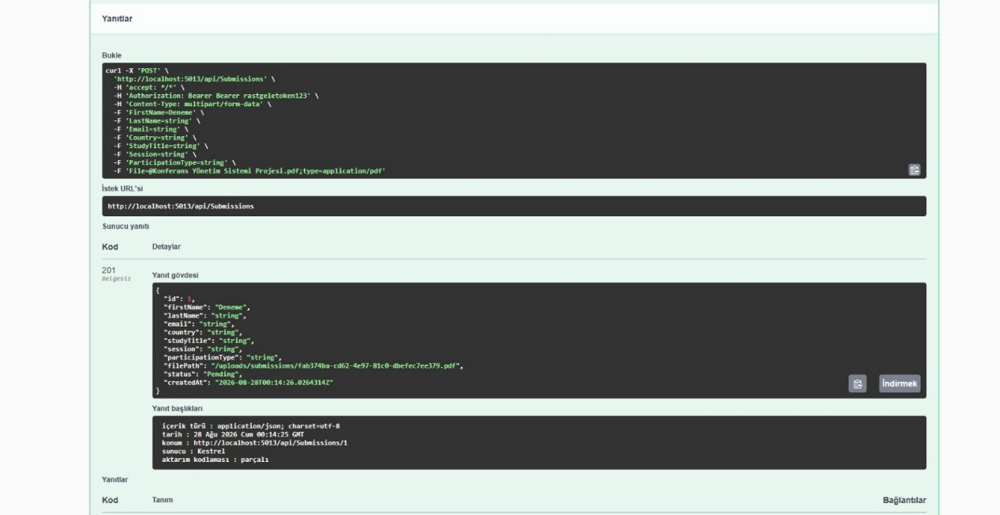 Yanıtlar
Bukle
curl -X 'POST' \
'http://localhost:5013/api/Submissions' \
-H 'accept: */*' \
-H 'Authorization: Bearer Bearer rastgeletoken123' \
-H 'Content-Type: multipart/form-data' \
-F 'FirstName=Deneme' \
-F 'LastName=string' \
-F 'Email=string' \
-F 'Country=string' \
-F 'StudyTitle=string' \
-F 'Session=string' \
-F 'ParticipationType=string' \
-F 'File=@Konferans Yönetim Sistemi Projesi.pdf;type=application/pdf'
İstek URL'si
http://localhost:5013/api/Submissions
Sunucu yanıtı
Kod Detaylar
201
Belgesiz
Yanıt gövdesi
{
"id": 1,
"firstName": "Deneme",
"lastName": "string",
"email": "string",
"country": "string",
"studyTitle": "string",
"session": "string",
"participationType": "string",
"filePath": "/uploads/submissions/fab374ba-cd62-4e97-81c0-dbefec7ee379.pdf",
"status": "Pending",
"createdAt": "2026-08-28T00:14:26.0264314Z"
}
İndirmek
Yanıt başlıkları
içerik türü : application/json; charset=utf-8
tarih : 28 Ağu 2026 Cum 00:14:25 GMT
konum : http://localhost:5013/api/Submissions/1
sunucu : Kestrel
aktarım kodlaması : parçalı
Yanıtlar
Kod Tanım Bağlantılar